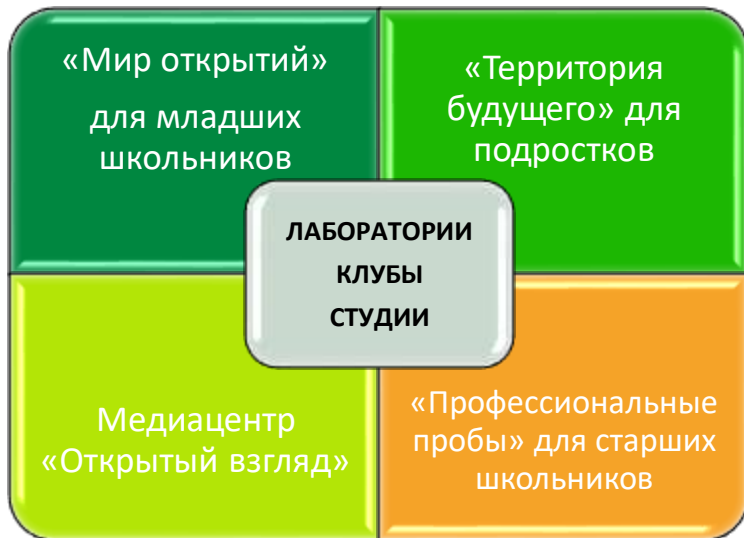 «Мир открытий»
для младших
школьников
«Территория
будущего» для
подростков
ЛАБОРАТОРИИ
КЛУБЫ
СТУДИИ
Медиацентр
«Открытый взгляд»
«Профессиональные
пробы» для старших
школьников